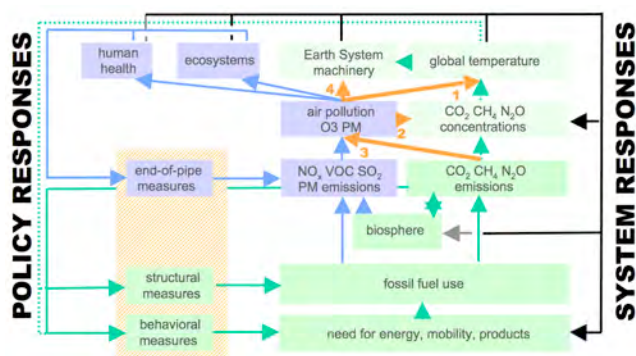 POLICY RESPONSES
SYSTEM RESPONSES
human
health
ecosystems
Earth System
machinery
global temperature
4
1
air pollution
O3 PM
2
CO₂ CH₄ N₂O
concentrations
3
end-of-pipe
measures
NOₓ VOC SO₂
PM emissions
CO₂ CH₄ N₂O
emissions
biosphere
structural
measures
fossil fuel use
behavioral
measures
need for energy, mobility, products